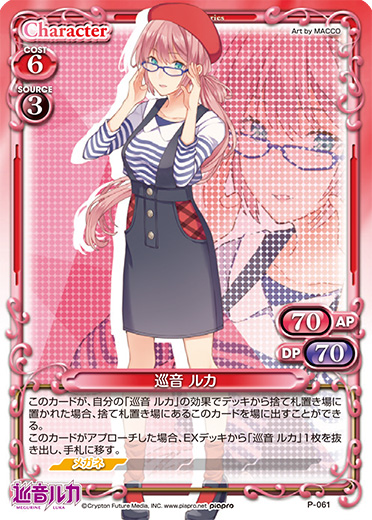 Character
Art by MACCO
COST
6
SOURCE
3
70 AP
DP 70
巡音 ルカ
このカードが、自分の「巡音 ルカ」の効果でデッキから捨て札置き場に
置かれた場合、捨て札置き場にあるこのカードを場に出すことができ
る。
このカードがアプローチした場合、EXデッキから「巡音 ルカ」1枚を抜
き出し、手札に移す。
メガネ
巡音ルカ
MEGURINE LUKA
©Crypton Future Media, INC. www.piapro.net piapro
P-061